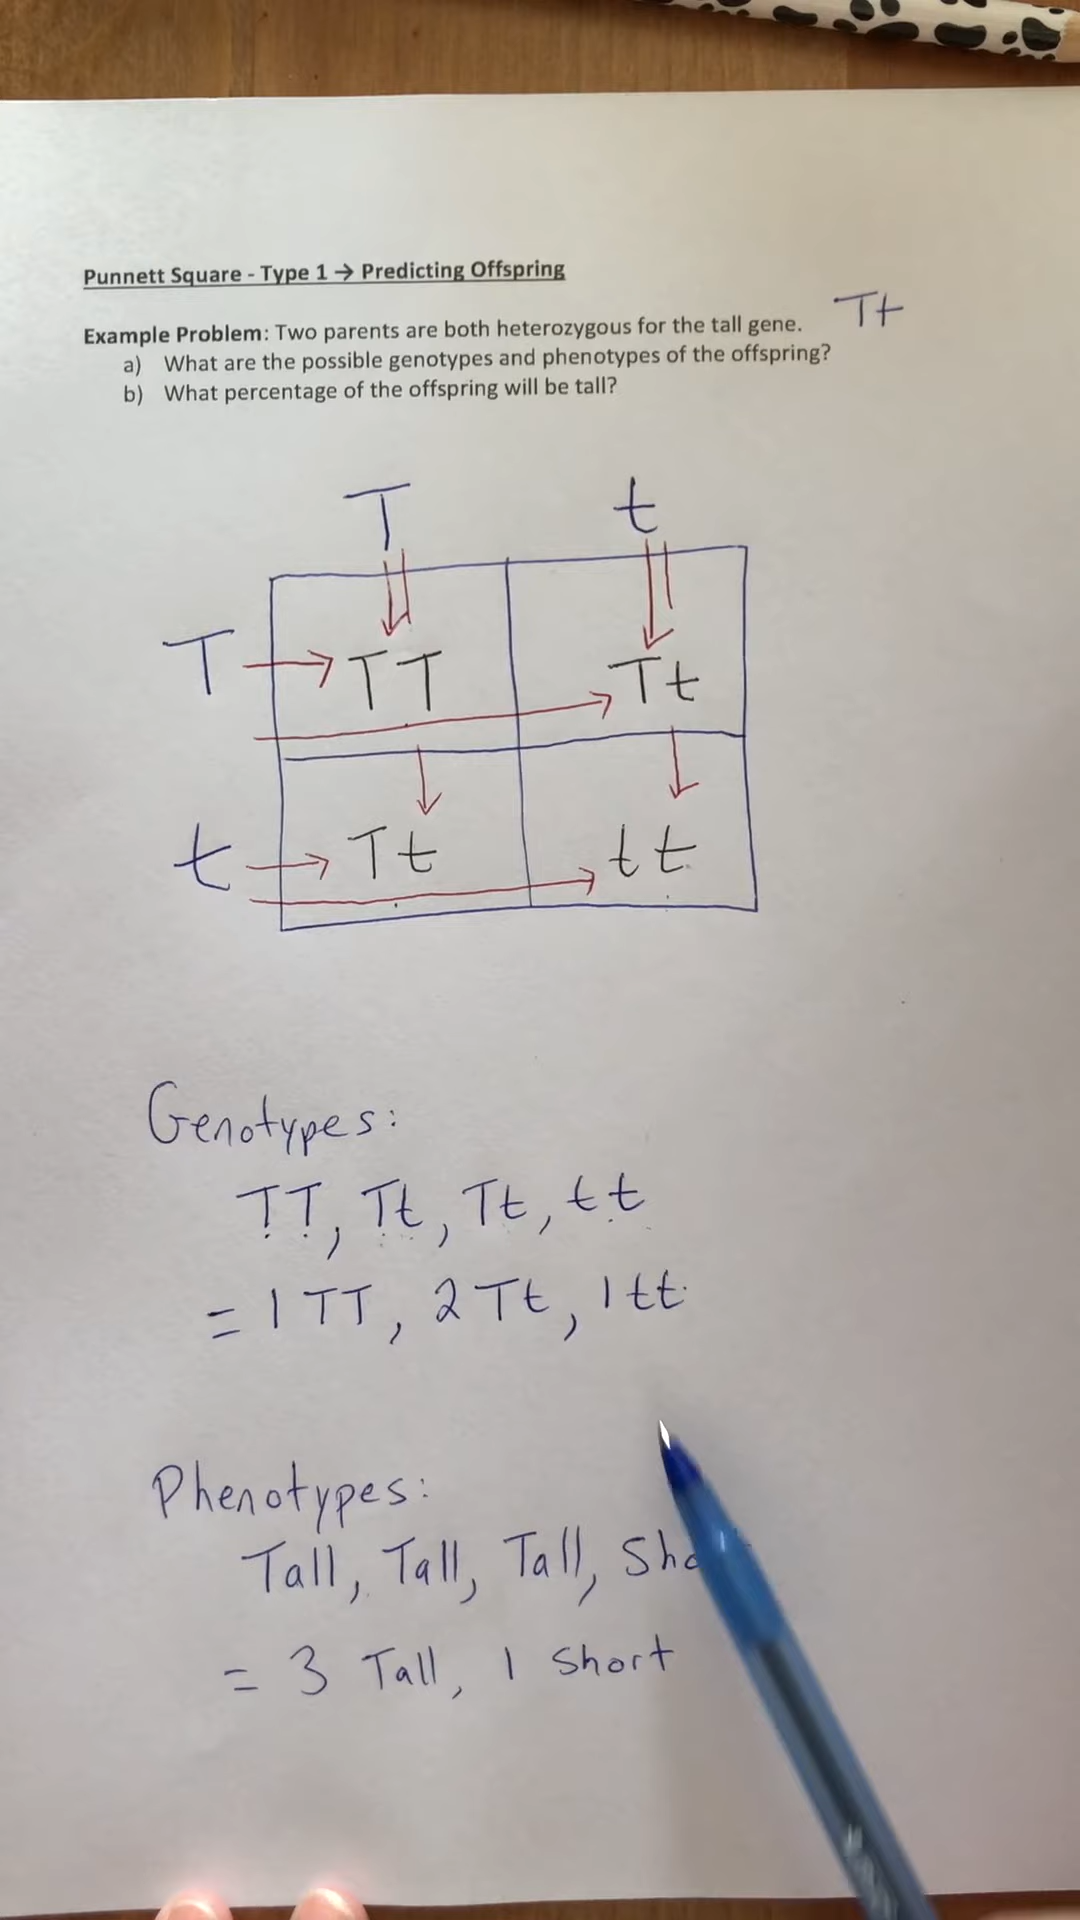 Punnett Square - Type 1 → Predicting Offspring
Example Problem: Two parents are both heterozygous for the tall gene. Tt
a) What are the possible genotypes and phenotypes of the offspring?
b) What percentage of the offspring will be tall?
T t
T TT Tt
t Tt tt
Genotypes:
TT, Tt, Tt, tt
= 1 TT, 2 Tt, 1 tt
Phenotypes:
Tall, Tall, Tall,
= 3 Tall, 1 short